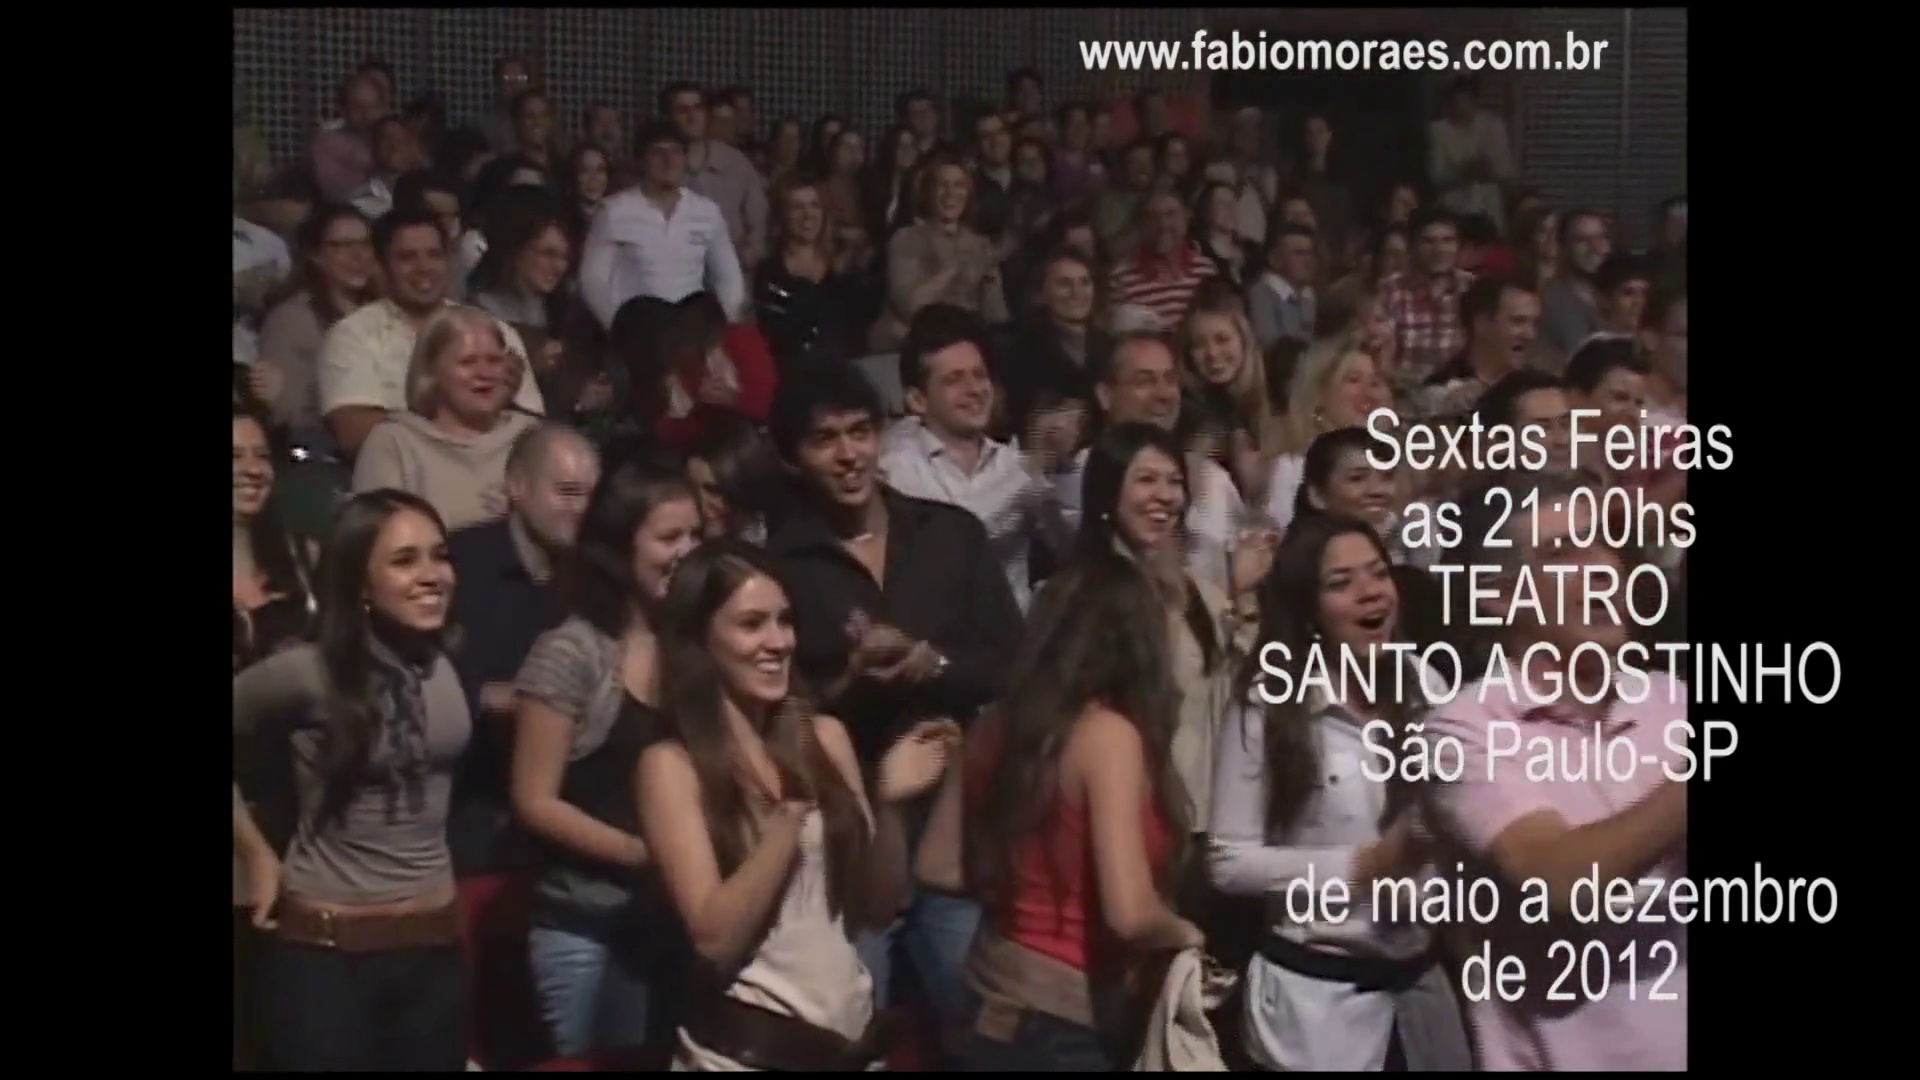 www.fabiomoraes.com.br
Sextas Feiras
as 21:00hs
TEATRO
SANTO AGOSTINHO
São Paulo-SP
de maio a dezembro
de 2012